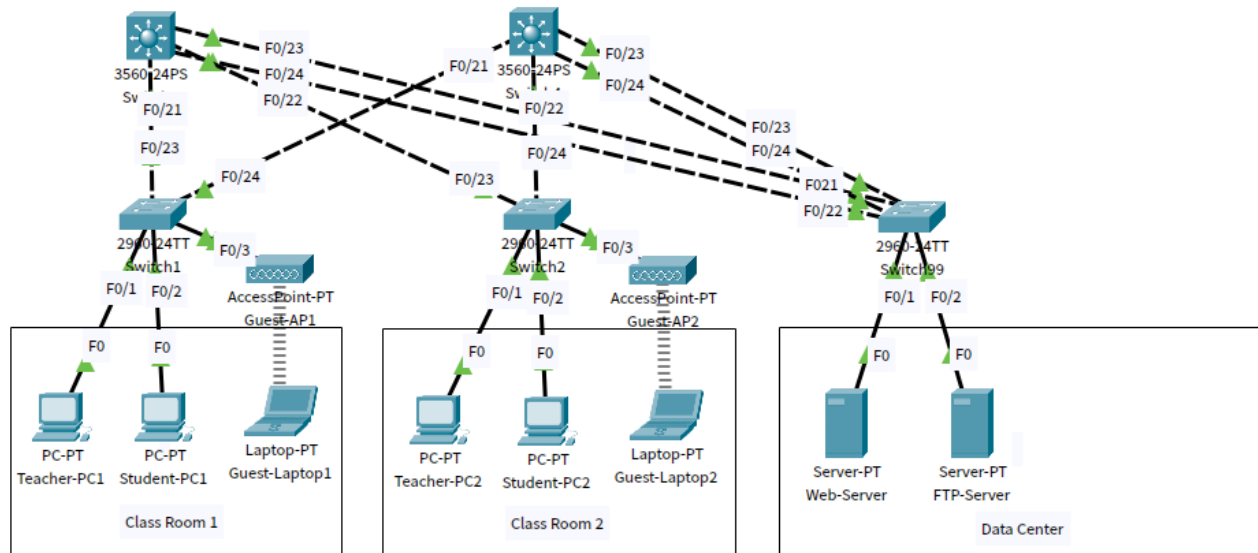 3560-24PS
3560-24PS
F0/23
F0/24
F0/22
F0/21
F0/23
F0/21
F0/24
F0/23
F0/24
F0/22
F0/24
F0/23
F0/23
F0/24
F021
F0/22
2960-24TT
Switch1
F0/3
2960-24TT
Switch2
F0/3
2960-24TT
Switch99
AccessPoint-PT
Guest-AP1
AccessPoint-PT
Guest-AP2
F0/1
F0/2
F0/1
F0/2
F0/1
F0/2
F0
F0
F0
F0
F0
F0
PC-PT
Teacher-PC1
PC-PT
Student-PC1
Laptop-PT
Guest-Laptop1
PC-PT
Teacher-PC2
PC-PT
Student-PC2
Laptop-PT
Guest-Laptop2
Server-PT
Web-Server
Server-PT
FTP-Server
Class Room 1
Class Room 2
Data Center